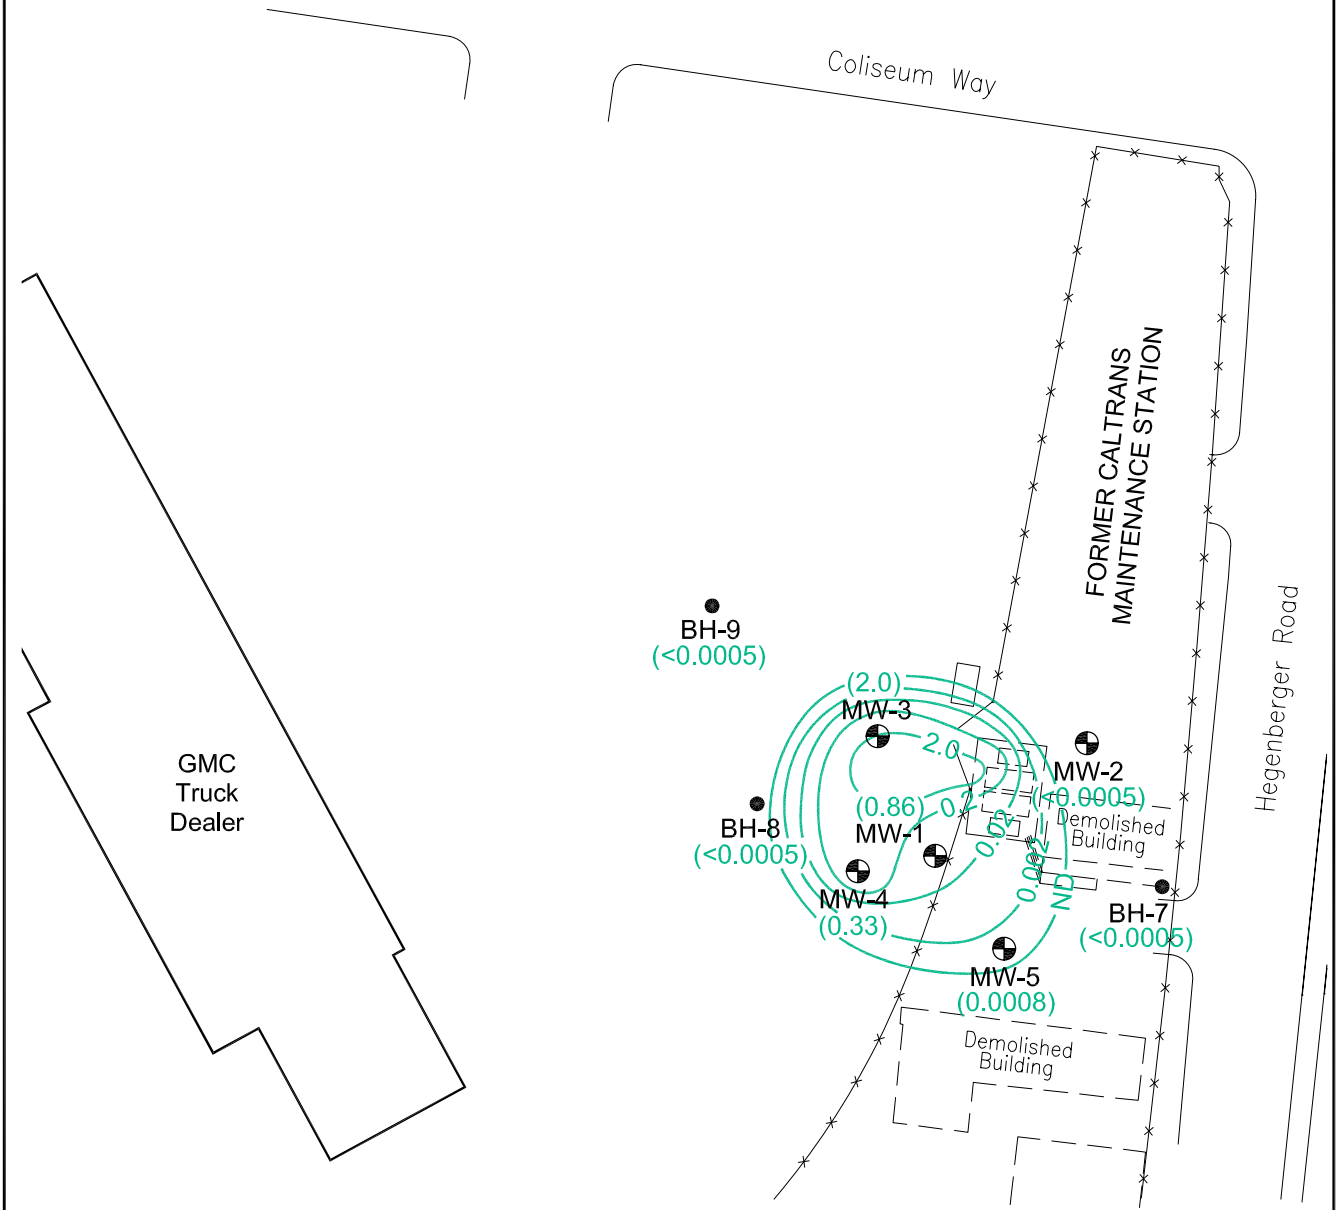 Coliseum Way
FORMER CALTRANS
MAINTENANCE STATION
Hegenberger Road
BH-9
(<0.0005)
(2.0)
MW-3
2.0
MW-2
(<0.0005)
GMC
Truck
Dealer
(0.86)
0.2
MW-1
0.02
0.002
ND
Demolished
Building
BH-8
(<0.0005)
MW-4
(0.33)
BH-7
(<0.0005)
MW-5
(0.0008)
Demolished
Building